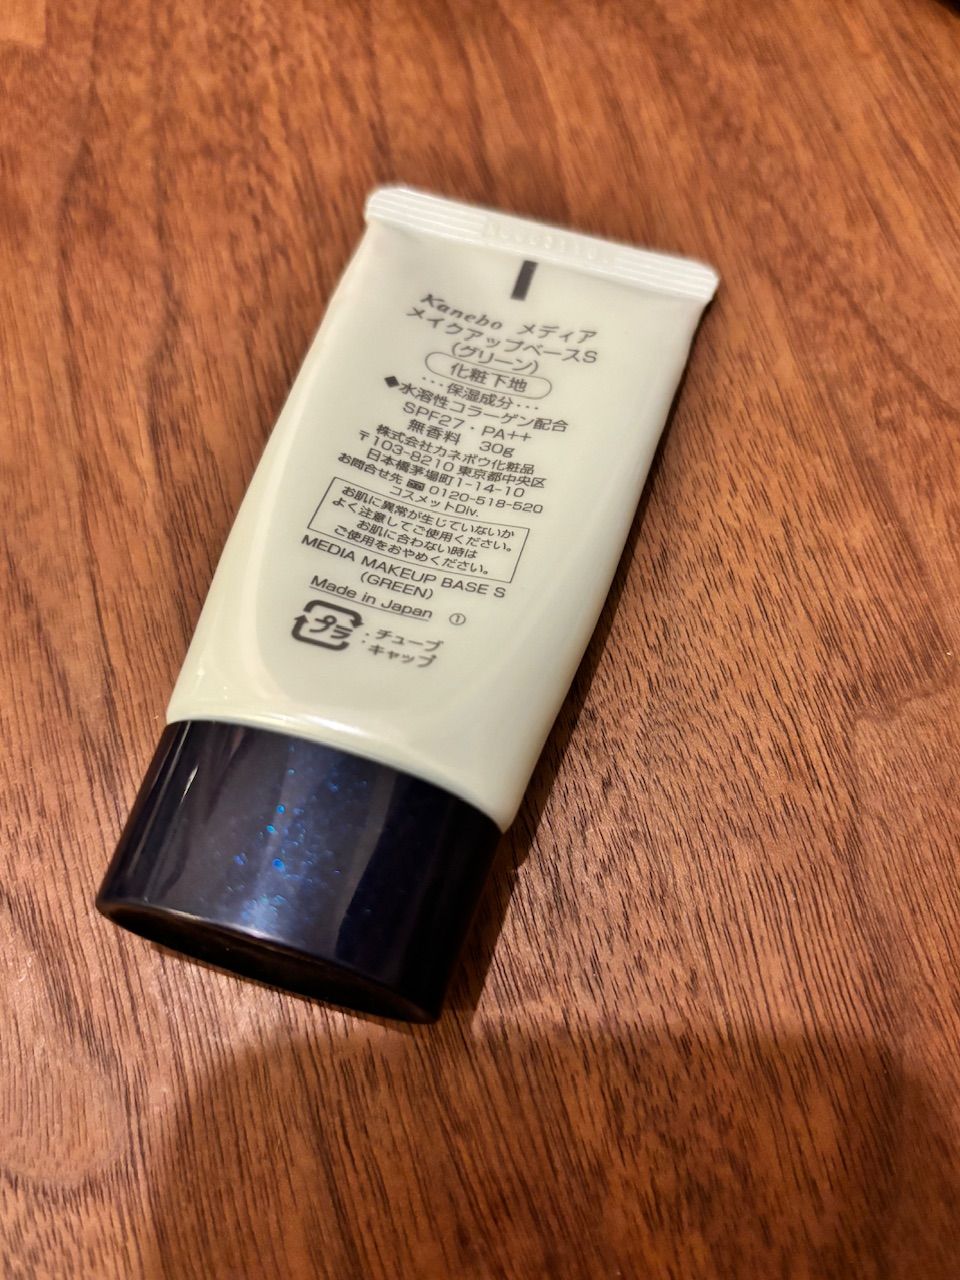 Kanebo メディア
メイクアップベースS
(グリーン)
化粧下地
･･･保湿成分･･･
◆水溶性コラーゲン配合
SPF27・PA++
無香料 30g
株式会社カネボウ化粧品
〒103-8210 東京都中央区
日本橋茅場町1-14-10
お問合せ先 0120-518-520
コスメットDiv.
お肌に異常が生じていないか
よく注意してご使用ください。
お肌に合わない時は
ご使用をおやめください。
MEDIA MAKEUP BASE S
(GREEN)
Made in Japan ①
プラ : チューブ
: キャップ